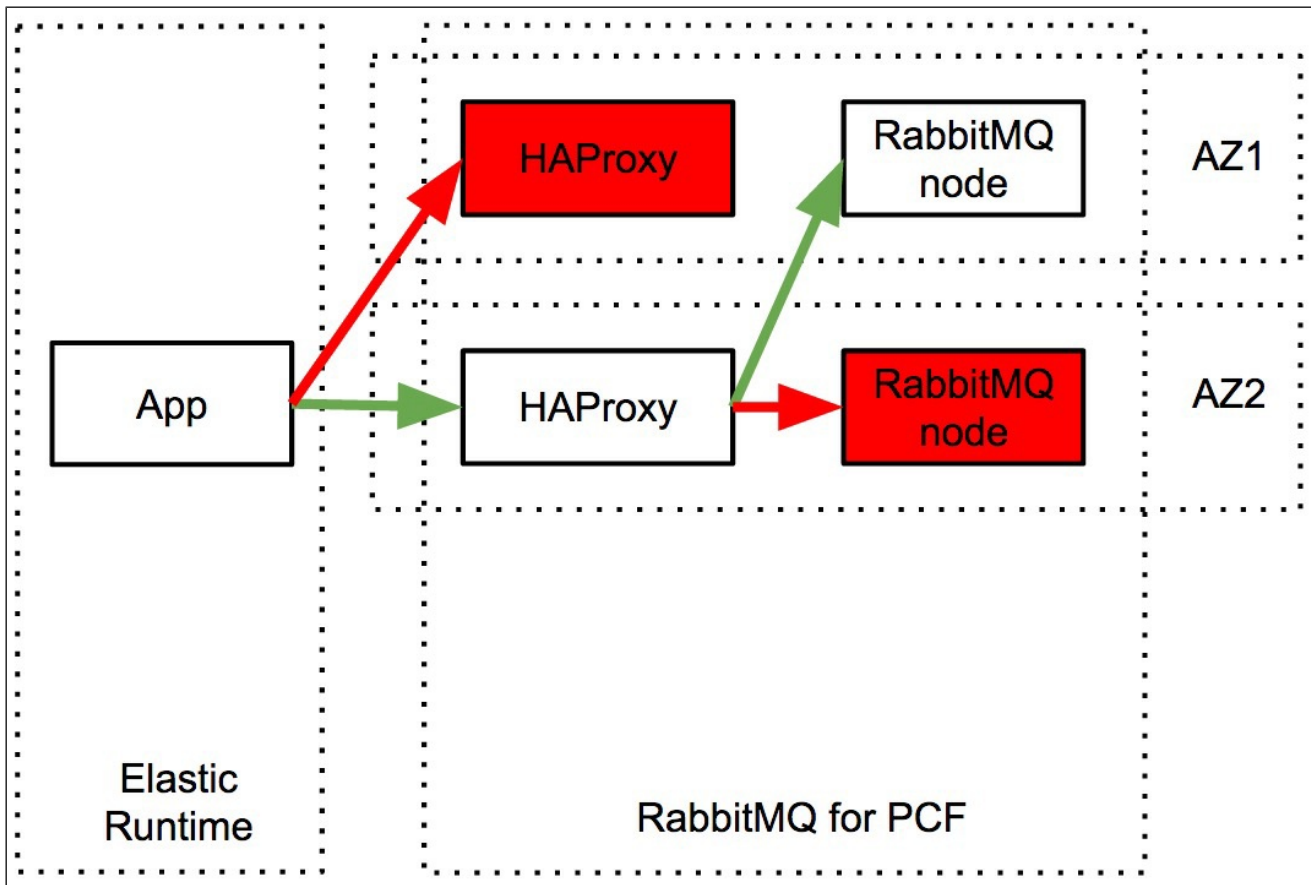 HAProxy
RabbitMQ
node
AZ1
App
HAProxy
RabbitMQ
node
AZ2
Elastic
Runtime
RabbitMQ for PCF